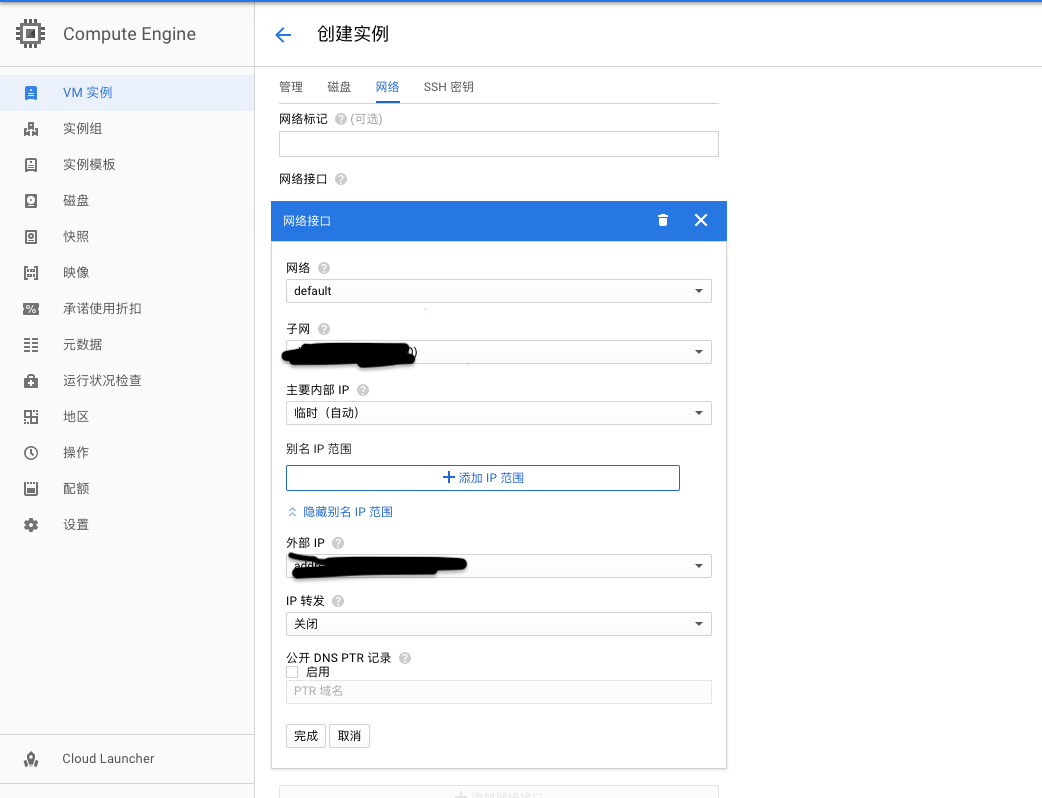 Compute Engine
创建实例
VM 实例
实例组
实例模板
磁盘
快照
映像
承诺使用折扣
元数据
运行状况检查
地区
操作
配额
设置
Cloud Launcher
管理 磁盘 网络 SSH 密钥
网络标记 (可选)
网络接口
网络接口
网络
default
子网
主要内部 IP
临时（自动）
别名 IP 范围
添加 IP 范围
隐藏别名 IP 范围
外部 IP
IP 转发
关闭
公开 DNS PTR 记录
启用
PTR 域名
完成 取消
添加网络接口